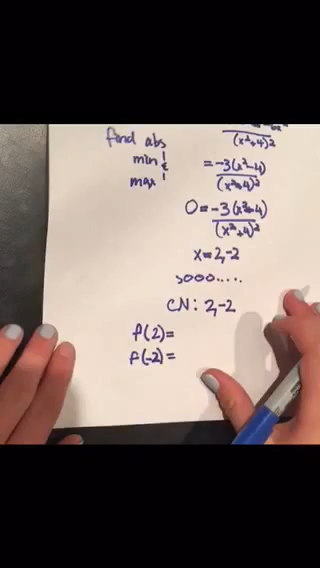 find abs
min &
max !
(x²+4)²
= -3(x²-4)
(x²+4)²
0 = -3(x²-4)
(x²+4)²
x = 2, -2
sooo.....
CN: 2, -2
f(2) =
f(-2) =